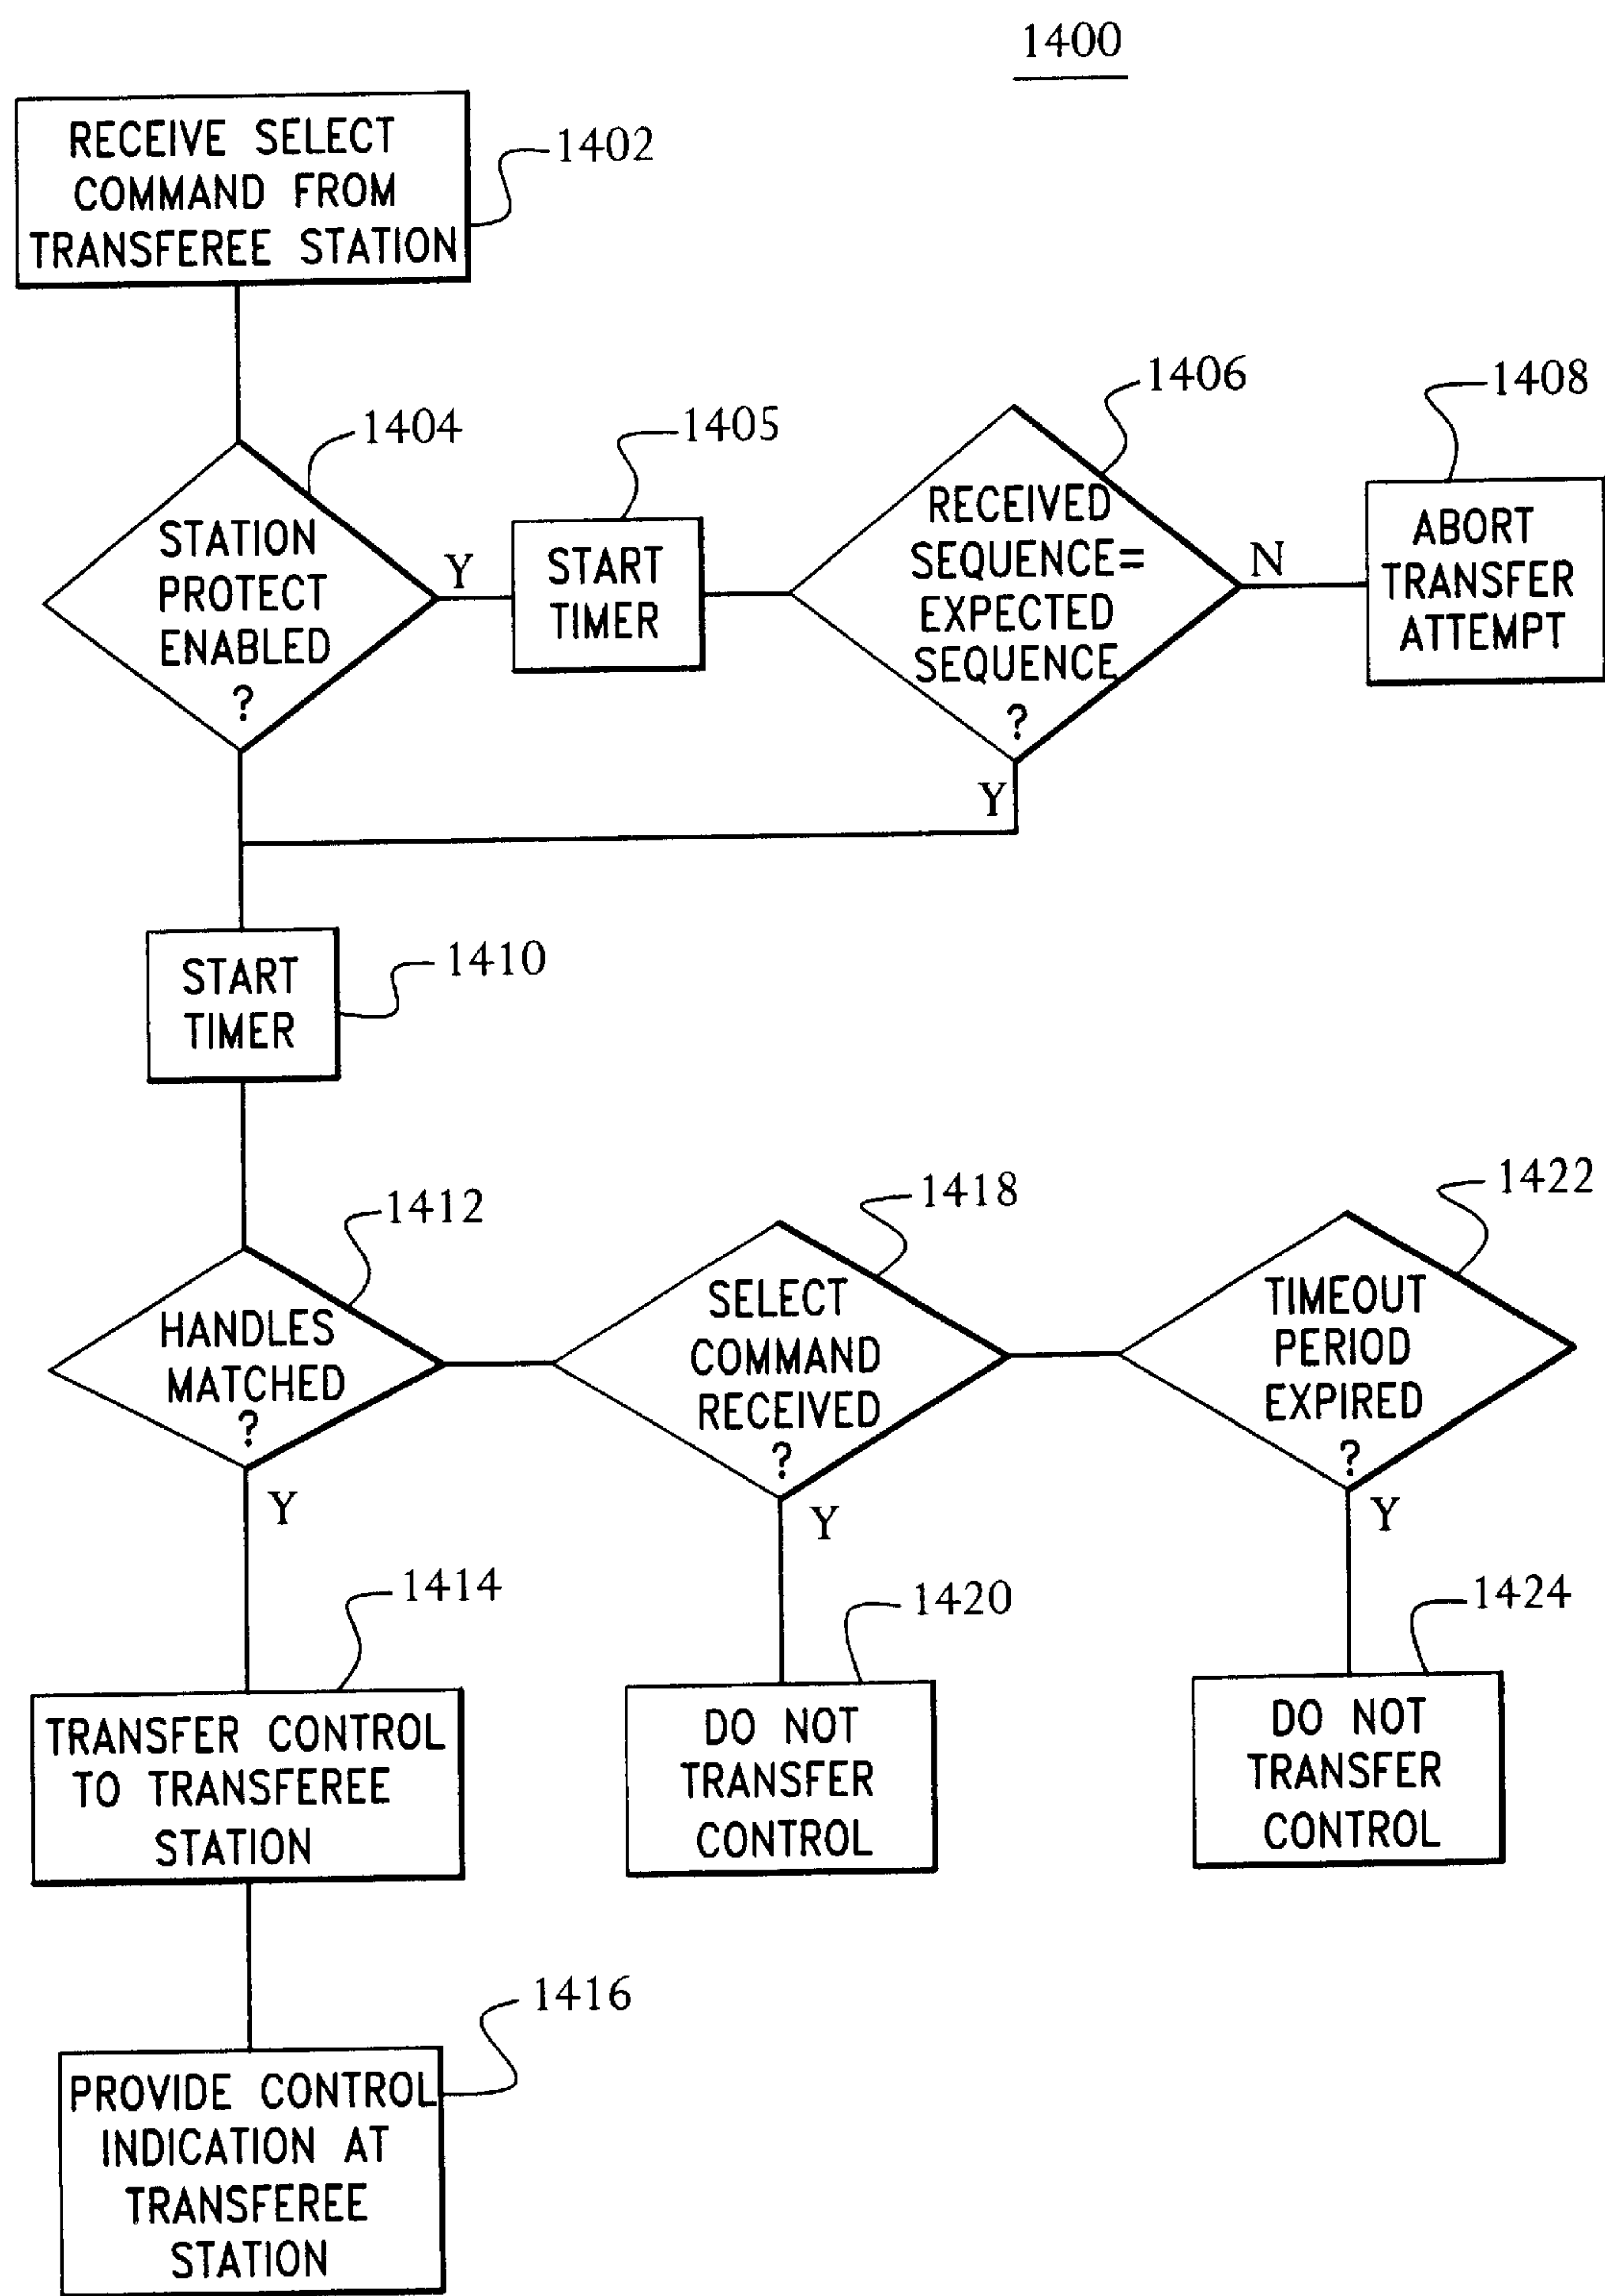 1400
RECEIVE SELECT
COMMAND FROM
TRANSFEREE STATION
1402
1404
STATION
PROTECT
ENABLED
?
Y
1405
START
TIMER
1406
RECEIVED
SEQUENCE=
EXPECTED
SEQUENCE
?
N
Y
1408
ABORT
TRANSFER
ATTEMPT
START
TIMER
1410
1412
HANDLES
MATCHED
?
Y
1418
SELECT
COMMAND
RECEIVED
?
Y
1422
TIMEOUT
PERIOD
EXPIRED
?
Y
1414
TRANSFER CONTROL
TO TRANSFEREE
STATION
1420
DO NOT
TRANSFER
CONTROL
1424
DO NOT
TRANSFER
CONTROL
1416
PROVIDE CONTROL
INDICATION AT
TRANSFEREE
STATION